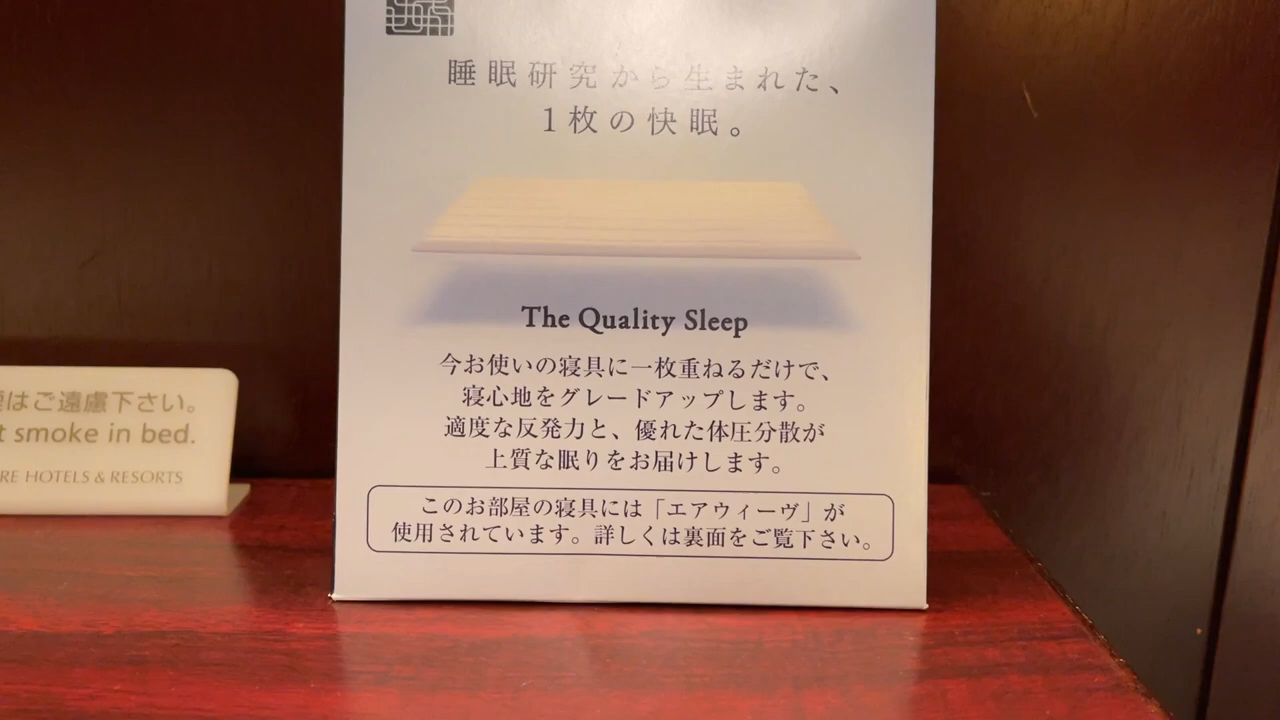 睡眠研究から生まれた、
1枚の快眠。
The Quality Sleep
今お使いの寝具に一枚重ねるだけで、
寝心地をグレードアップします。
適度な反発力と、優れた体圧分散が
上質な眠りをお届けします。
このお部屋の寝具には「エアウィーヴ」が
使用されています。詳しくは裏面をご覧下さい。
はご遠慮下さい。
smoke in bed.
HOTELS & RESORTS